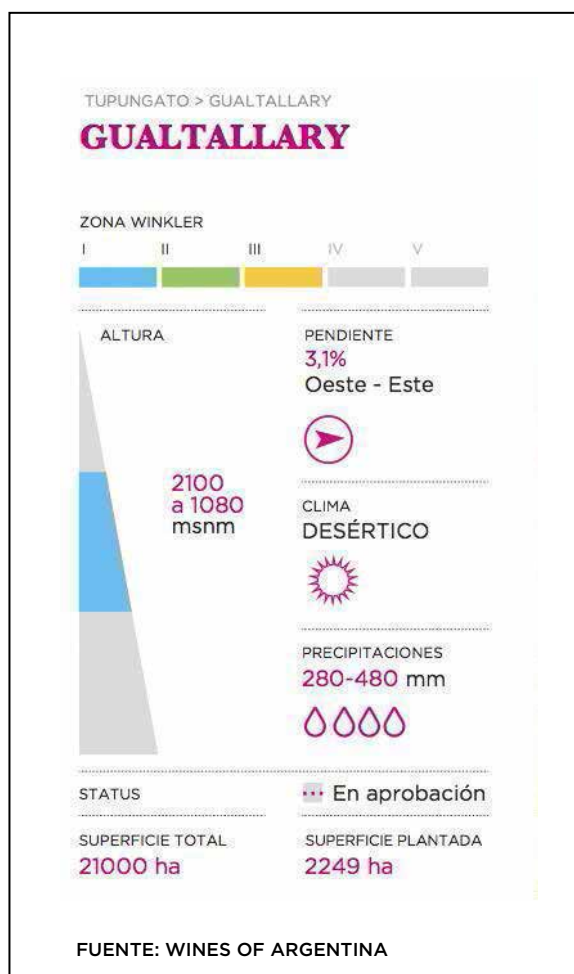 TUPUNGATO > GUALTALLARY
GUALTALLARY
ZONA WINKLER
I II III IV V
ALTURA
2100
a 1080
msnm
PENDIENTE
3,1%
Oeste - Este
CLIMA
DESÉRTICO
PRECIPITACIONES
280-480 mm
STATUS
En aprobación
SUPERFICIE TOTAL
21000 ha
SUPERFICIE PLANTADA
2249 ha
FUENTE: WINES OF ARGENTINA